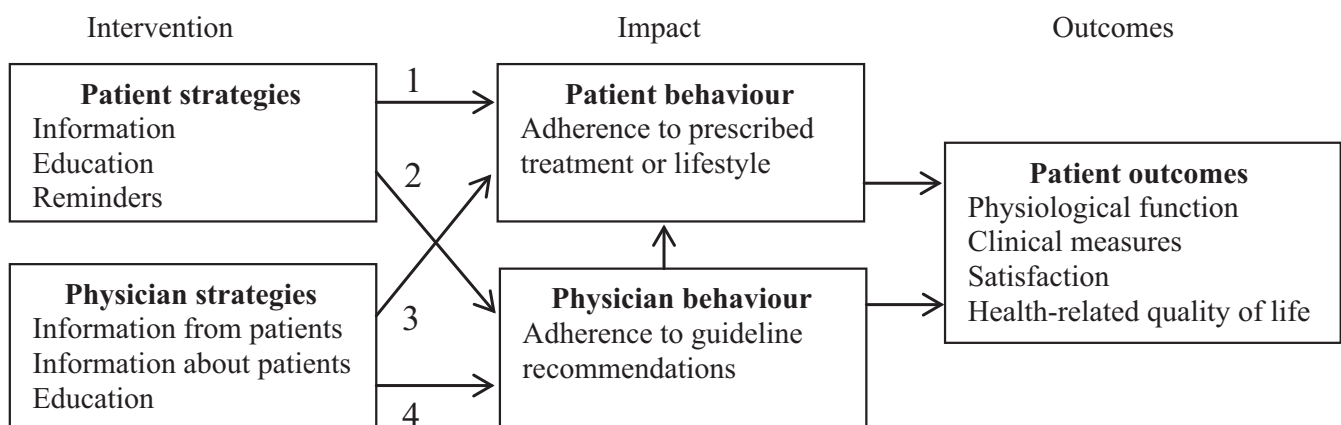 Intervention
Impact
Outcomes
Patient strategies
Information
Education
Reminders
1
2
3
4
Patient behaviour
Adherence to prescribed
treatment or lifestyle
Physician strategies
Information from patients
Information about patients
Education
Physician behaviour
Adherence to guideline
recommendations
Patient outcomes
Physiological function
Clinical measures
Satisfaction
Health-related quality of life